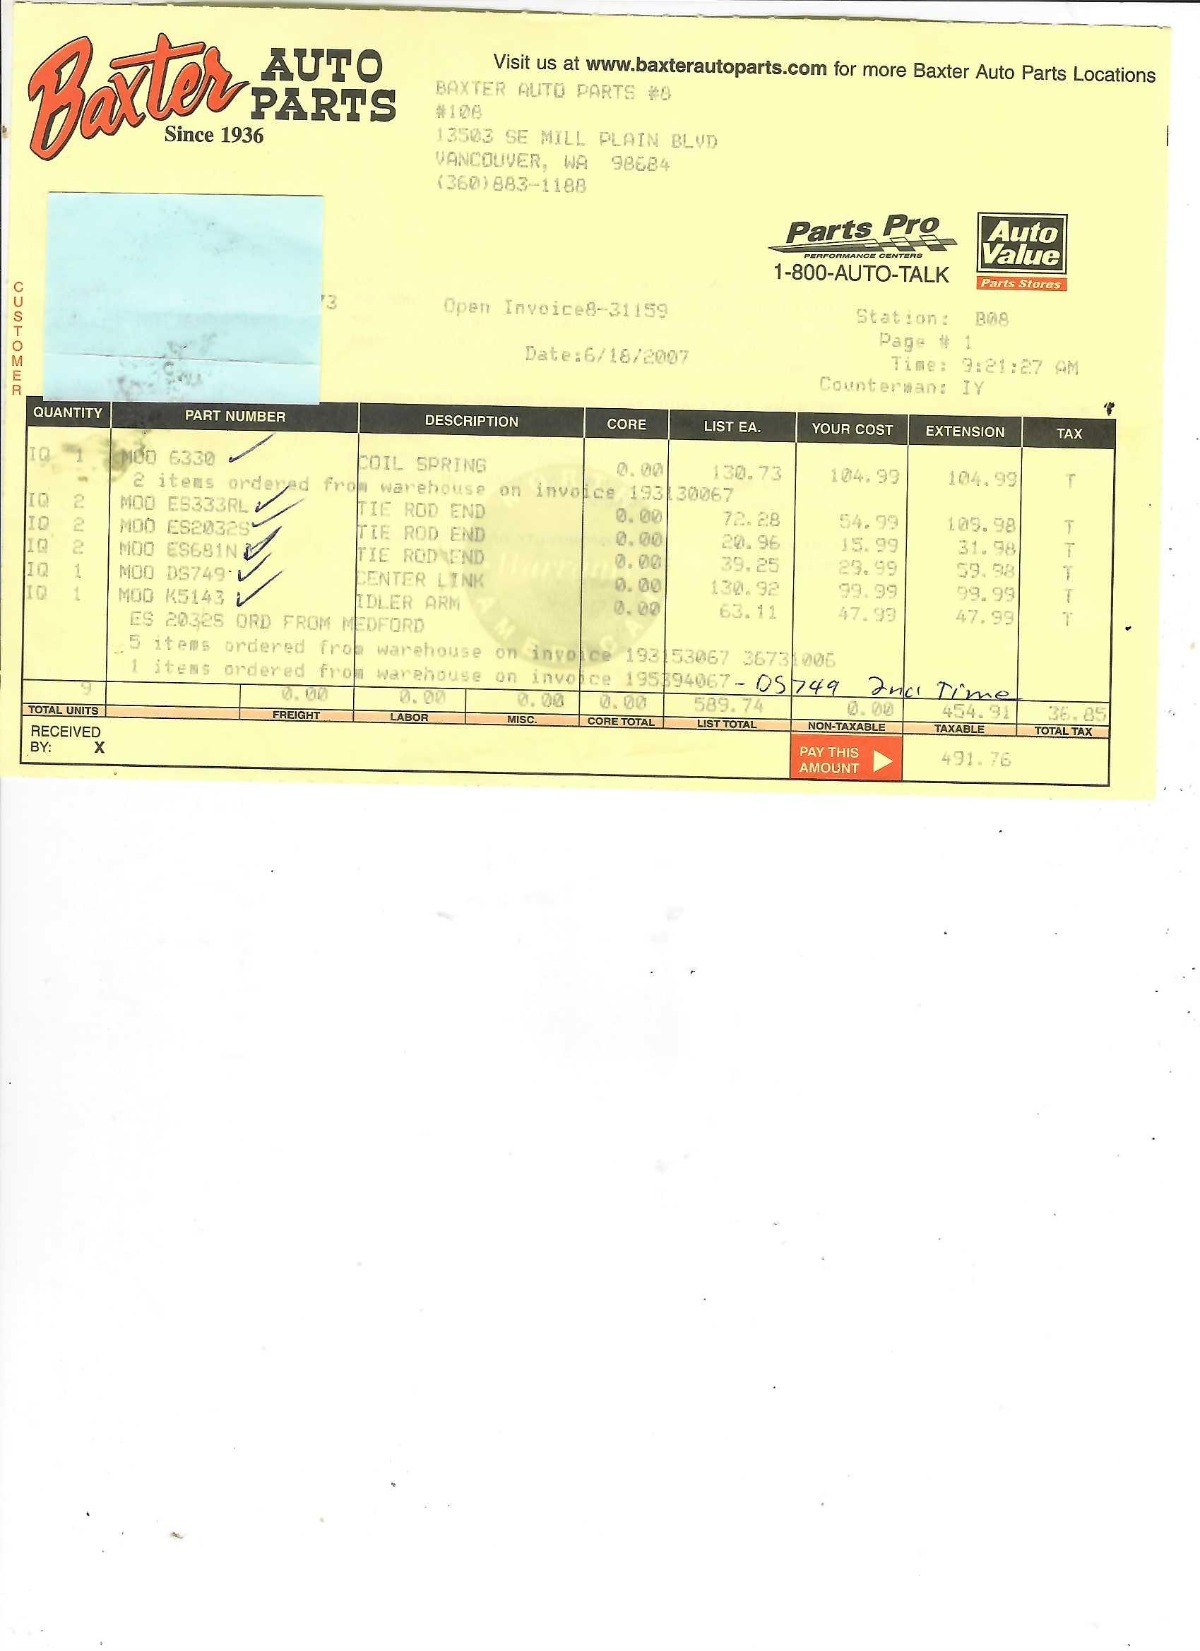 Baxter AUTO PARTS
Since 1936
Visit us at www.baxterautoparts.com for more Baxter Auto Parts Locations
BAXTER AUTO PARTS #8
#108
13503 SE MILL PLAIN BLVD
VANCOUVER, WA 98684
(360)883-1188
Parts Pro
PERFORMANCE CENTERS
1-800-AUTO-TALK
Auto Value
Parts Stores
CUSTOMER
73
Open Invoice8-31159
Date:6/18/2007
Station: B08
Page # 1
Time: 9:21:27 AM
Counterman: IY
QUANTITY PART NUMBER DESCRIPTION CORE LIST EA. YOUR COST EXTENSION TAX
IQ 1 MOO 6330 COIL SPRING 0.00 130.73 104.99 104.99 T
2 items ordered from warehouse on invoice 193130067
IQ 2 MOO ES333RL TIE ROD END 0.00 72.28 54.99 109.98 T
IQ 2 MOO ES2032S TIE ROD END 0.00 20.96 15.99 31.98 T
IQ 2 MOO ES681N TIE ROD END 0.00 39.25 29.99 59.98 T
IQ 1 MOO DS749 CENTER LINK 0.00 130.92 99.99 99.99 T
IQ 1 MOO K5143 IDLER ARM 0.00 63.11 47.99 47.99 T
ES 2032S ORD FROM MEDFORD
5 items ordered from warehouse on invoice 193153067 36731006
1 items ordered from warehouse on invoice 195394067 - DS749 2nd Time
9 0.00 0.00 0.00 0.00 589.74 0.00 454.91 36.85
TOTAL UNITS FREIGHT LABOR MISC. CORE TOTAL LIST TOTAL NON-TAXABLE TAXABLE TOTAL TAX
RECEIVED
BY: X
PAY THIS AMOUNT 491.76